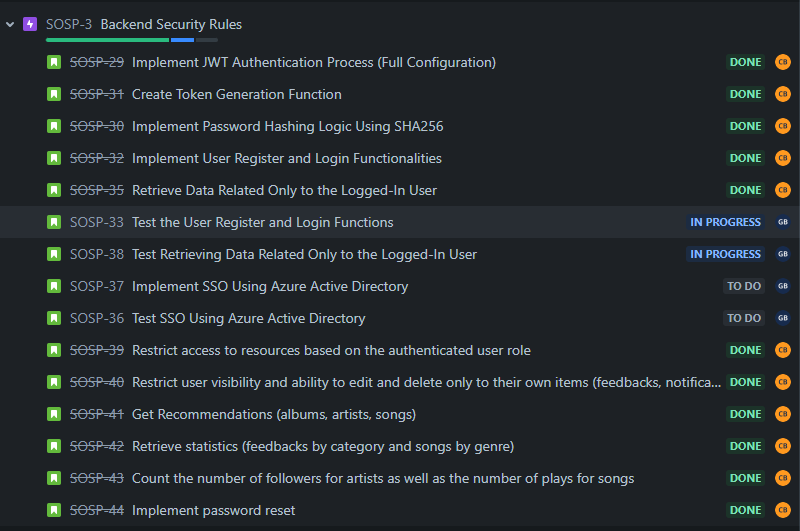 SOSP-3 Backend Security Rules
SOSP-29 Implement JWT Authentication Process (Full Configuration) DONE CB
SOSP-31 Create Token Generation Function DONE CB
SOSP-30 Implement Password Hashing Logic Using SHA256 DONE CB
SOSP-32 Implement User Register and Login Functionalities DONE CB
SOSP-35 Retrieve Data Related Only to the Logged-In User DONE CB
SOSP-33 Test the User Register and Login Functions IN PROGRESS GB
SOSP-38 Test Retrieving Data Related Only to the Logged-In User IN PROGRESS GB
SOSP-37 Implement SSO Using Azure Active Directory TO DO GB
SOSP-36 Test SSO Using Azure Active Directory TO DO GB
SOSP-39 Restrict access to resources based on the authenticated user role DONE CB
SOSP-40 Restrict user visibility and ability to edit and delete only to their own items (feedbacks, notifica... DONE CB
SOSP-41 Get Recommendations (albums, artists, songs) DONE CB
SOSP-42 Retrieve statistics (feedbacks by category and songs by genre) DONE CB
SOSP-43 Count the number of followers for artists as well as the number of plays for songs DONE CB
SOSP-44 Implement password reset DONE CB